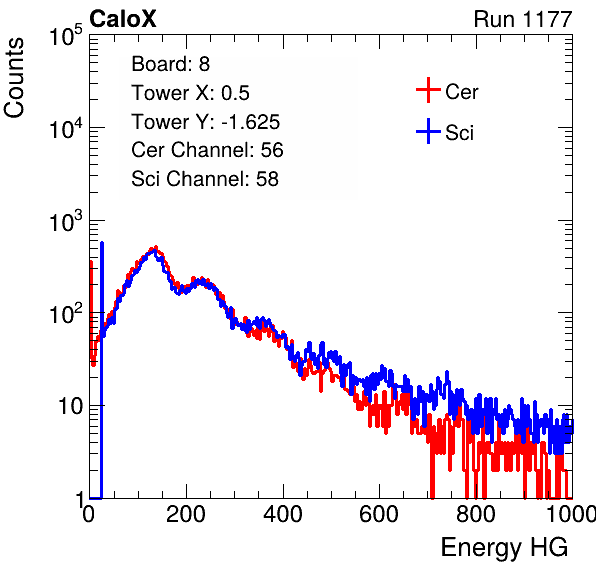 CaloX Run 1177
Counts
Board: 8
Tower X: 0.5
Tower Y: -1.625
Cer Channel: 56
Sci Channel: 58
Cer
Sci
10^5
10^4
10^3
10^2
10
1
0 200 400 600 800 1000
Energy HG